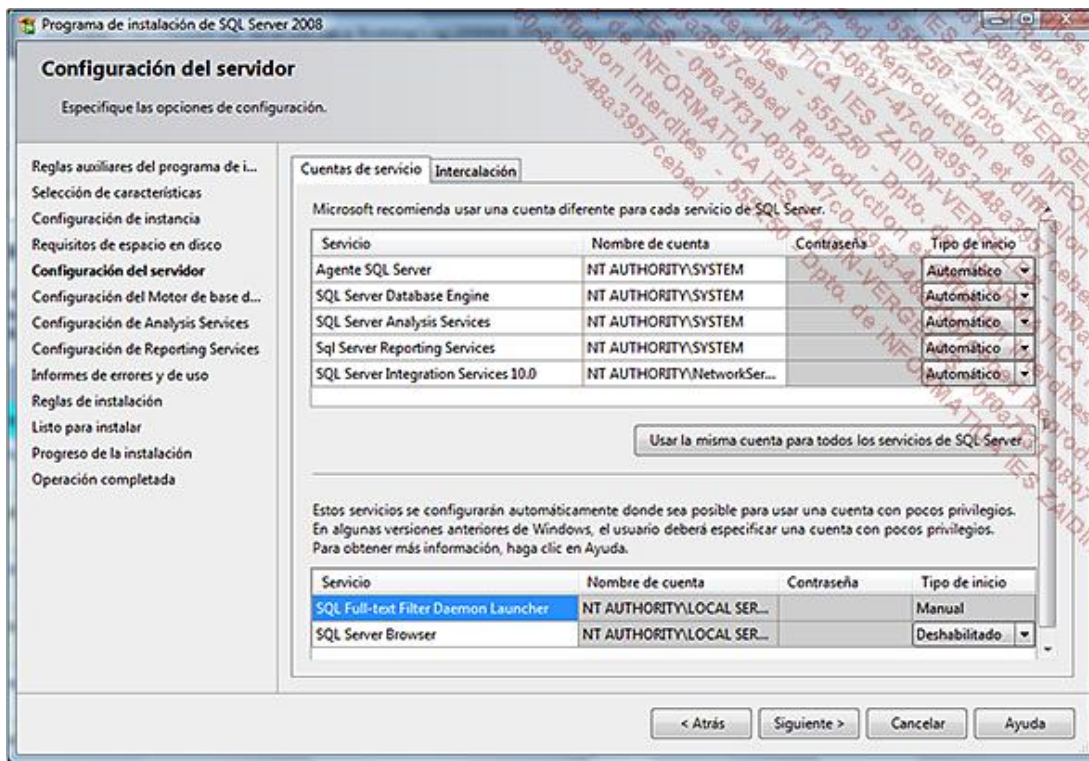 Programa de instalación de SQL Server 2008
Configuración del servidor
Especifique las opciones de configuración.
Reglas auxiliares del programa de i...
Selección de características
Configuración de instancia
Requisitos de espacio en disco
Configuración del servidor
Configuración del Motor de base d...
Configuración de Analysis Services
Configuración de Reporting Services
Informes de errores y de uso
Reglas de instalación
Listo para instalar
Progreso de la instalación
Operación completada
Cuentas de servicio Intercalación
Microsoft recomienda usar una cuenta diferente para cada servicio de SQL Server.
Servicio Nombre de cuenta Contraseña Tipo de inicio
Agente SQL Server NT AUTHORITY\SYSTEM Automático
SQL Server Database Engine NT AUTHORITY\SYSTEM Automático
SQL Server Analysis Services NT AUTHORITY\SYSTEM Automático
Sql Server Reporting Services NT AUTHORITY\SYSTEM Automático
SQL Server Integration Services 10.0 NT AUTHORITY\NetworkSer... Automático
Usar la misma cuenta para todos los servicios de SQL Server
Estos servicios se configurarán automáticamente donde sea posible para usar una cuenta con pocos privilegios.
En algunas versiones anteriores de Windows, el usuario deberá especificar una cuenta con pocos privilegios.
Para obtener más información, haga clic en Ayuda.
Servicio Nombre de cuenta Contraseña Tipo de inicio
SQL Full-text Filter Daemon Launcher NT AUTHORITY\LOCAL SER... Manual
SQL Server Browser NT AUTHORITY\LOCAL SER... Deshabilitado
< Atrás Siguiente > Cancelar Ayuda